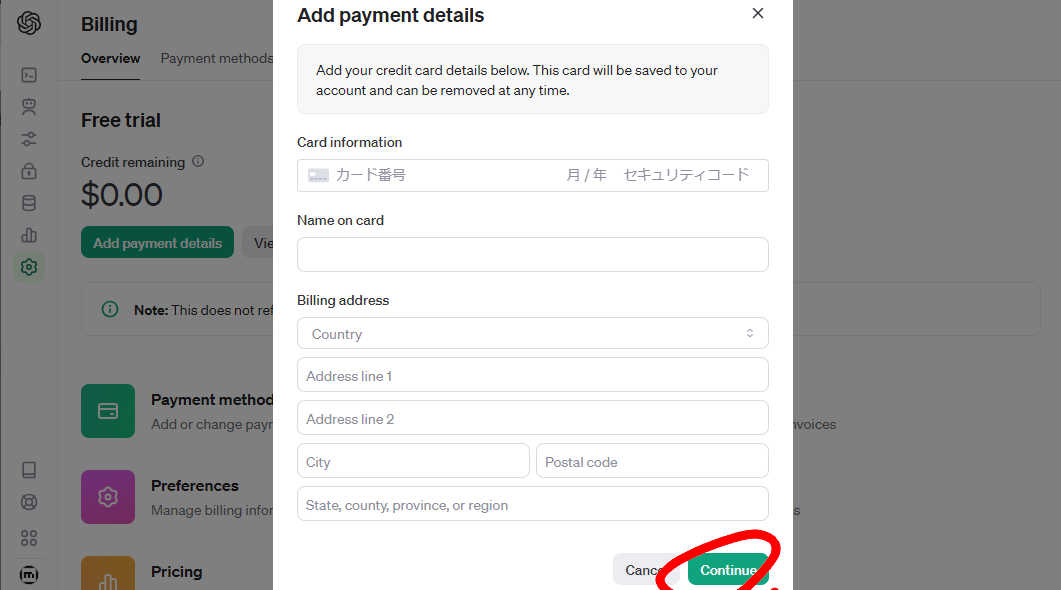 Billing
Overview Payment methods
Free trial
Credit remaining
$0.00
Add payment details Vie
Note: This does not ref
Payment method
Add or change payr
nvoices
Preferences
Manage billing infor
s
Pricing
Add payment details
Add your credit card details below. This card will be saved to your
account and can be removed at any time.
Card information
カード番号 月 / 年 セキュリティコード
Name on card
Billing address
Country
Address line 1
Address line 2
City Postal code
State, county, province, or region
Cance Continue